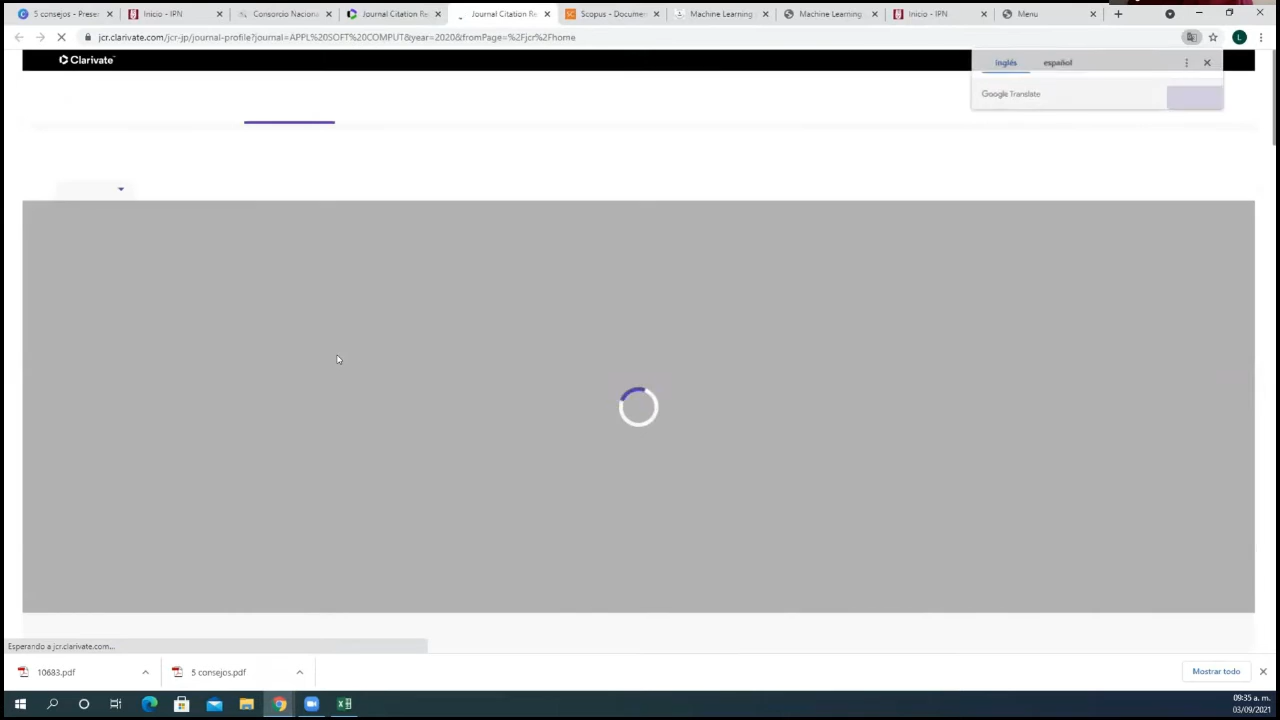 5 consejos - Prese
Inicio - IPN
Consorcio Naciona
Journal Citation Re
Journal Citation Re
Scopus - Docume
Machine Learning
Machine Learning
Inicio - IPN
Menu
jcr.clarivate.com/jcr-jp/journal-profile?journal=APPL%20SOFT%20COMPUT&year=2020&fromPage=%2Fjcr%2Fhome
L
Clarivate
inglés
español
Google Translate
Esperando a jcr.clarivate.com...
10683.pdf
5 consejos.pdf
Mostrar todo
09:35 a. m.
03/09/2021